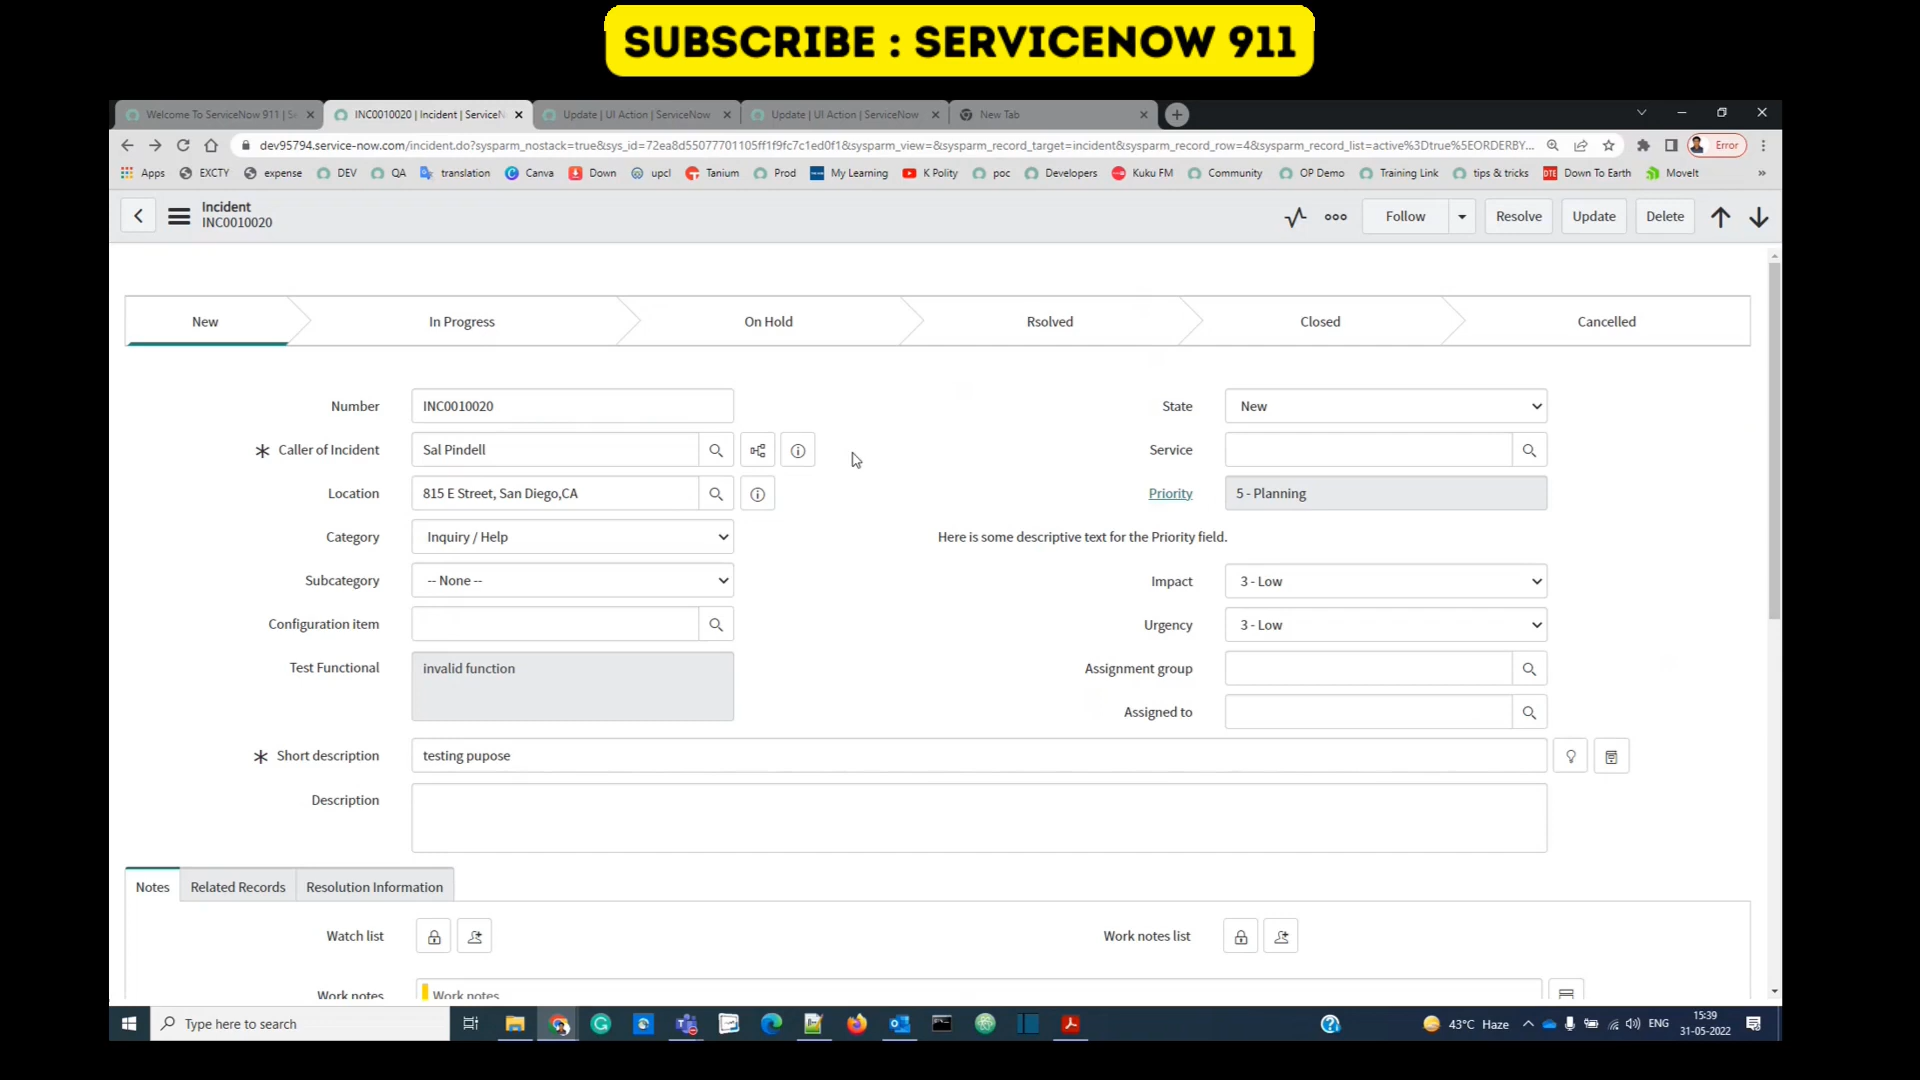 SUBSCRIBE : SERVICENOW 911
Welcome To ServiceNow 911 | S
INC0010020 | Incident | ServiceN
Update | UI Action | ServiceNow
Update | UI Action | ServiceNow
New Tab
dev95794.service-now.com/incident.do?sysparm_nostack=true&sys_id=72ea8d55077701105ff1f9fc7c1ed0f1&sysparm_view=&sysparm_record_target=incident&sysparm_record_row=4&sysparm_record_list=active%3Dtrue%5EORDERBY...
Error
Apps EXCTY expense DEV QA translation Canva Down upcl Tanium Prod My Learning K Polity poc Developers Kuku FM Community OP Demo Training Link tips & tricks Down To Earth MoveIt
Incident
INC0010020
Follow
Resolve
Update
Delete
New
In Progress
On Hold
Rsolved
Closed
Cancelled
Number INC0010020
State New
Caller of Incident Sal Pindell
Service
Location 815 E Street, San Diego,CA
Priority 5 - Planning
Category Inquiry / Help
Here is some descriptive text for the Priority field.
Subcategory -- None --
Impact 3 - Low
Configuration item
Urgency 3 - Low
Test Functional invalid function
Assignment group
Assigned to
Short description testing pupose
Description
Notes Related Records Resolution Information
Watch list
Work notes list
Work notes Work notes
Type here to search
43°C Haze
ENG
15:39
31-05-2022